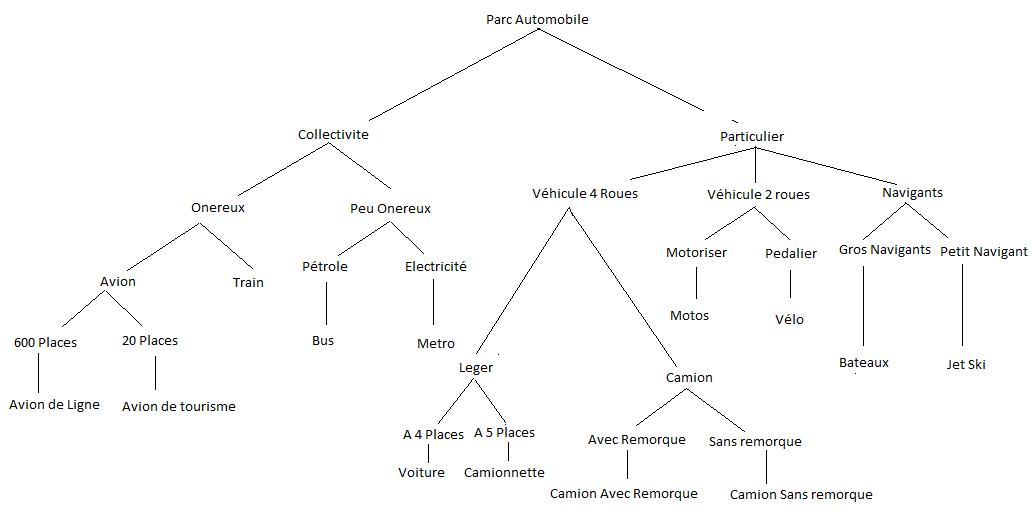 Parc Automobile
Collectivite
Particulier
Onereux
Peu Onereux
Véhicule 4 Roues
Véhicule 2 roues
Navigants
Avion
Train
Pétrole
Electricité
Motoriser
Pedalier
Gros Navigants
Petit Navigant
600 Places
20 Places
Bus
Metro
Motos
Vélo
Bateaux
Jet Ski
Leger
Camion
Avion de Ligne
Avion de tourisme
A 4 Places
A 5 Places
Avec Remorque
Sans remorque
Voiture
Camionnette
Camion Avec Remorque
Camion Sans remorque